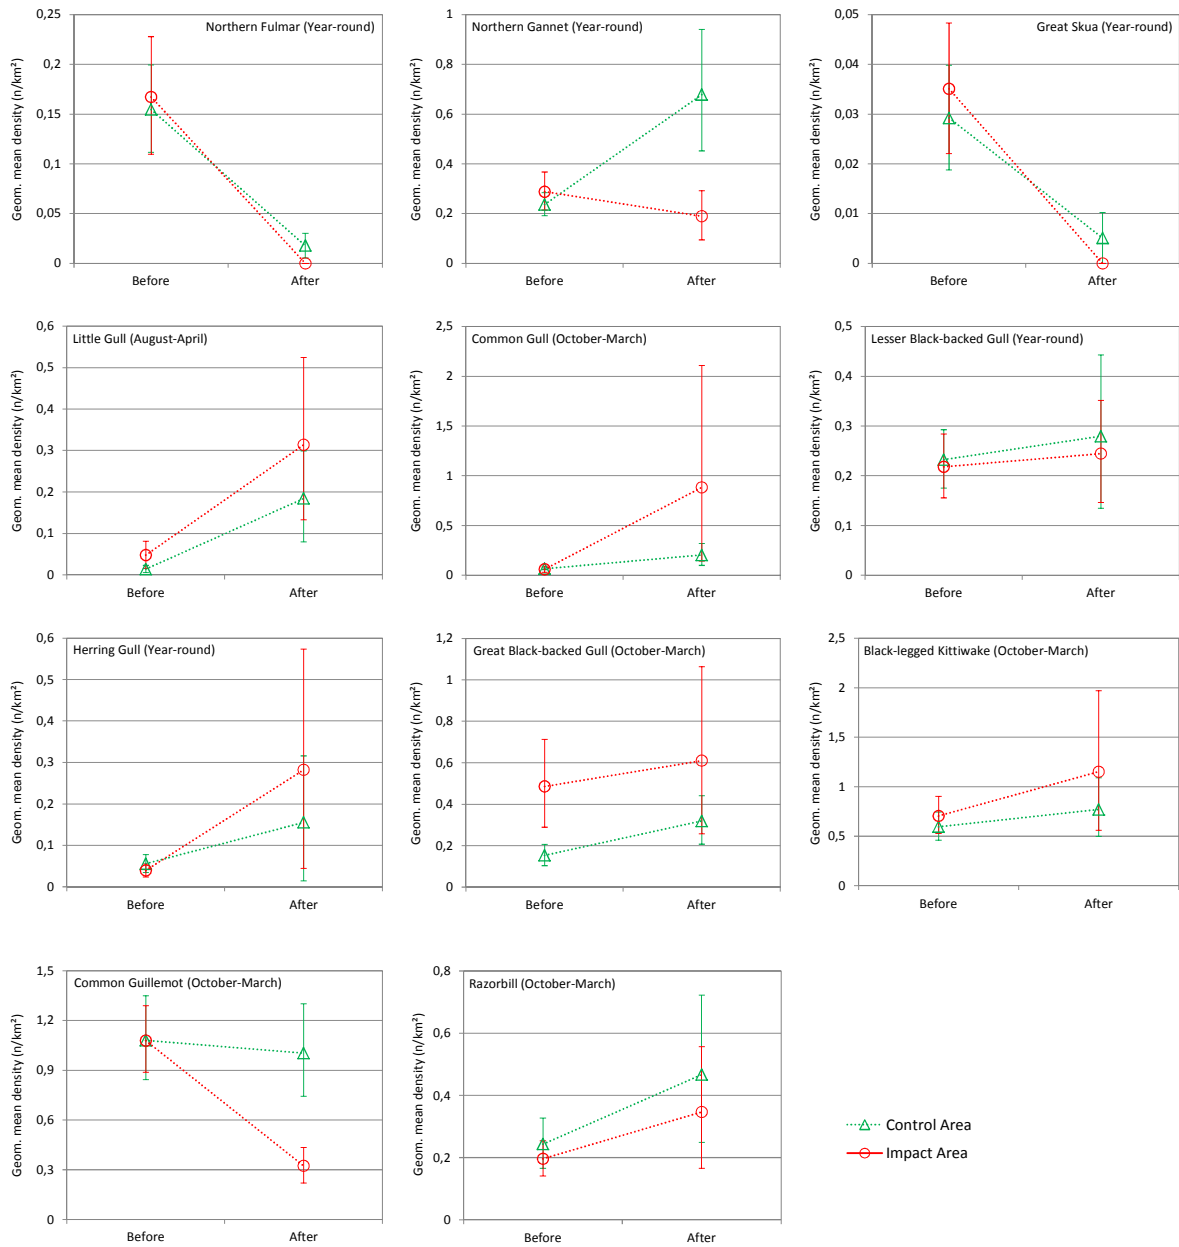 Northern Fulmar (Year-round)
Geom. mean density (n/km²)
0,25
0,2
0,15
0,1
0,05
0
Before
After
Northern Gannet (Year-round)
Geom. mean density (n/km²)
1
0,8
0,6
0,4
0,2
0
Before
After
Great Skua (Year-round)
Geom. mean density (n/km²)
0,05
0,04
0,03
0,02
0,01
0
Before
After
Little Gull (August-April)
Geom. mean density (n/km²)
0,6
0,5
0,4
0,3
0,2
0,1
0
Before
After
Common Gull (October-March)
Geom. mean density (n/km²)
2,5
2
1,5
1
0,5
0
Before
After
Lesser Black-backed Gull (Year-round)
Geom. mean density (n/km²)
0,5
0,4
0,3
0,2
0,1
0
Before
After
Herring Gull (Year-round)
Geom. mean density (n/km²)
0,6
0,5
0,4
0,3
0,2
0,1
0
Before
After
Great Black-backed Gull (October-March)
Geom. mean density (n/km²)
1,2
1
0,8
0,6
0,4
0,2
0
Before
After
Black-legged Kittiwake (October-March)
Geom. mean density (n/km²)
2,5
2
1,5
1
0,5
0
Before
After
Common Guillemot (October-March)
Geom. mean density (n/km²)
1,5
1,2
0,9
0,6
0,3
0
Before
After
Razorbill (October-March)
Geom. mean density (n/km²)
0,8
0,6
0,4
0,2
0
Before
After
Control Area
Impact Area